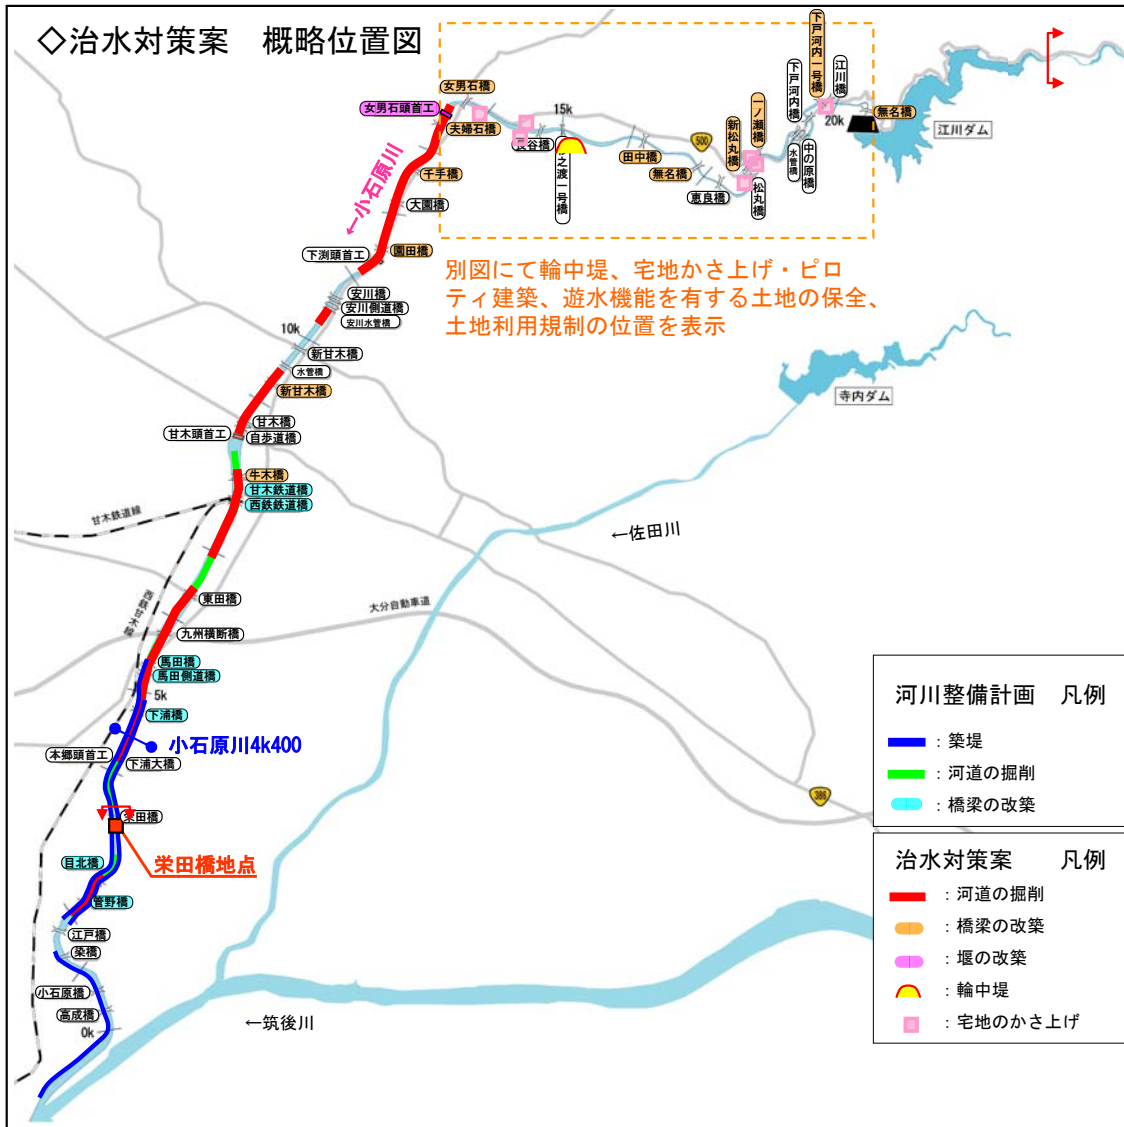 ◇治水対策案　概略位置図
女男石橋
女男石頭首工
夫婦石橋
15k
長谷橋
之渡一号橋
田中橋
500
無名橋
恵良橋
新松丸橋
一ノ瀬橋
松丸橋
下戸河内橋
下戸河内一号橋
江川橋
20k
水管橋
中の原橋
無名橋
江川ダム
千手橋
←小石原川
大園橋
園田橋
下渕頭首工
別図にて輪中堤、宅地かさ上げ・ピロ
ティ建築、遊水機能を有する土地の保全、
土地利用規制の位置を表示
安川橋
安川側道橋
安川水管橋
10k
新甘木橋
水管橋
新甘木橋
寺内ダム
甘木橋
甘木頭首工
自歩道橋
牛木橋
甘木鉄道橋
西鉄鉄道橋
甘木鉄道線
←佐田川
西鉄甘木線
東田橋
大分自動車道
九州横断橋
馬田橋
馬田側道橋
5k
下浦橋
小石原川4k400
本郷頭首工
下浦大橋
386
栄田橋
栄田橋地点
目北橋
管野橋
江戸橋
染橋
小石原橋
高成橋
0k
←筑後川
河川整備計画　凡例
：築堤
：河道の掘削
：橋梁の改築
治水対策案　凡例
：河道の掘削
：橋梁の改築
：堰の改築
：輪中堤
：宅地のかさ上げ